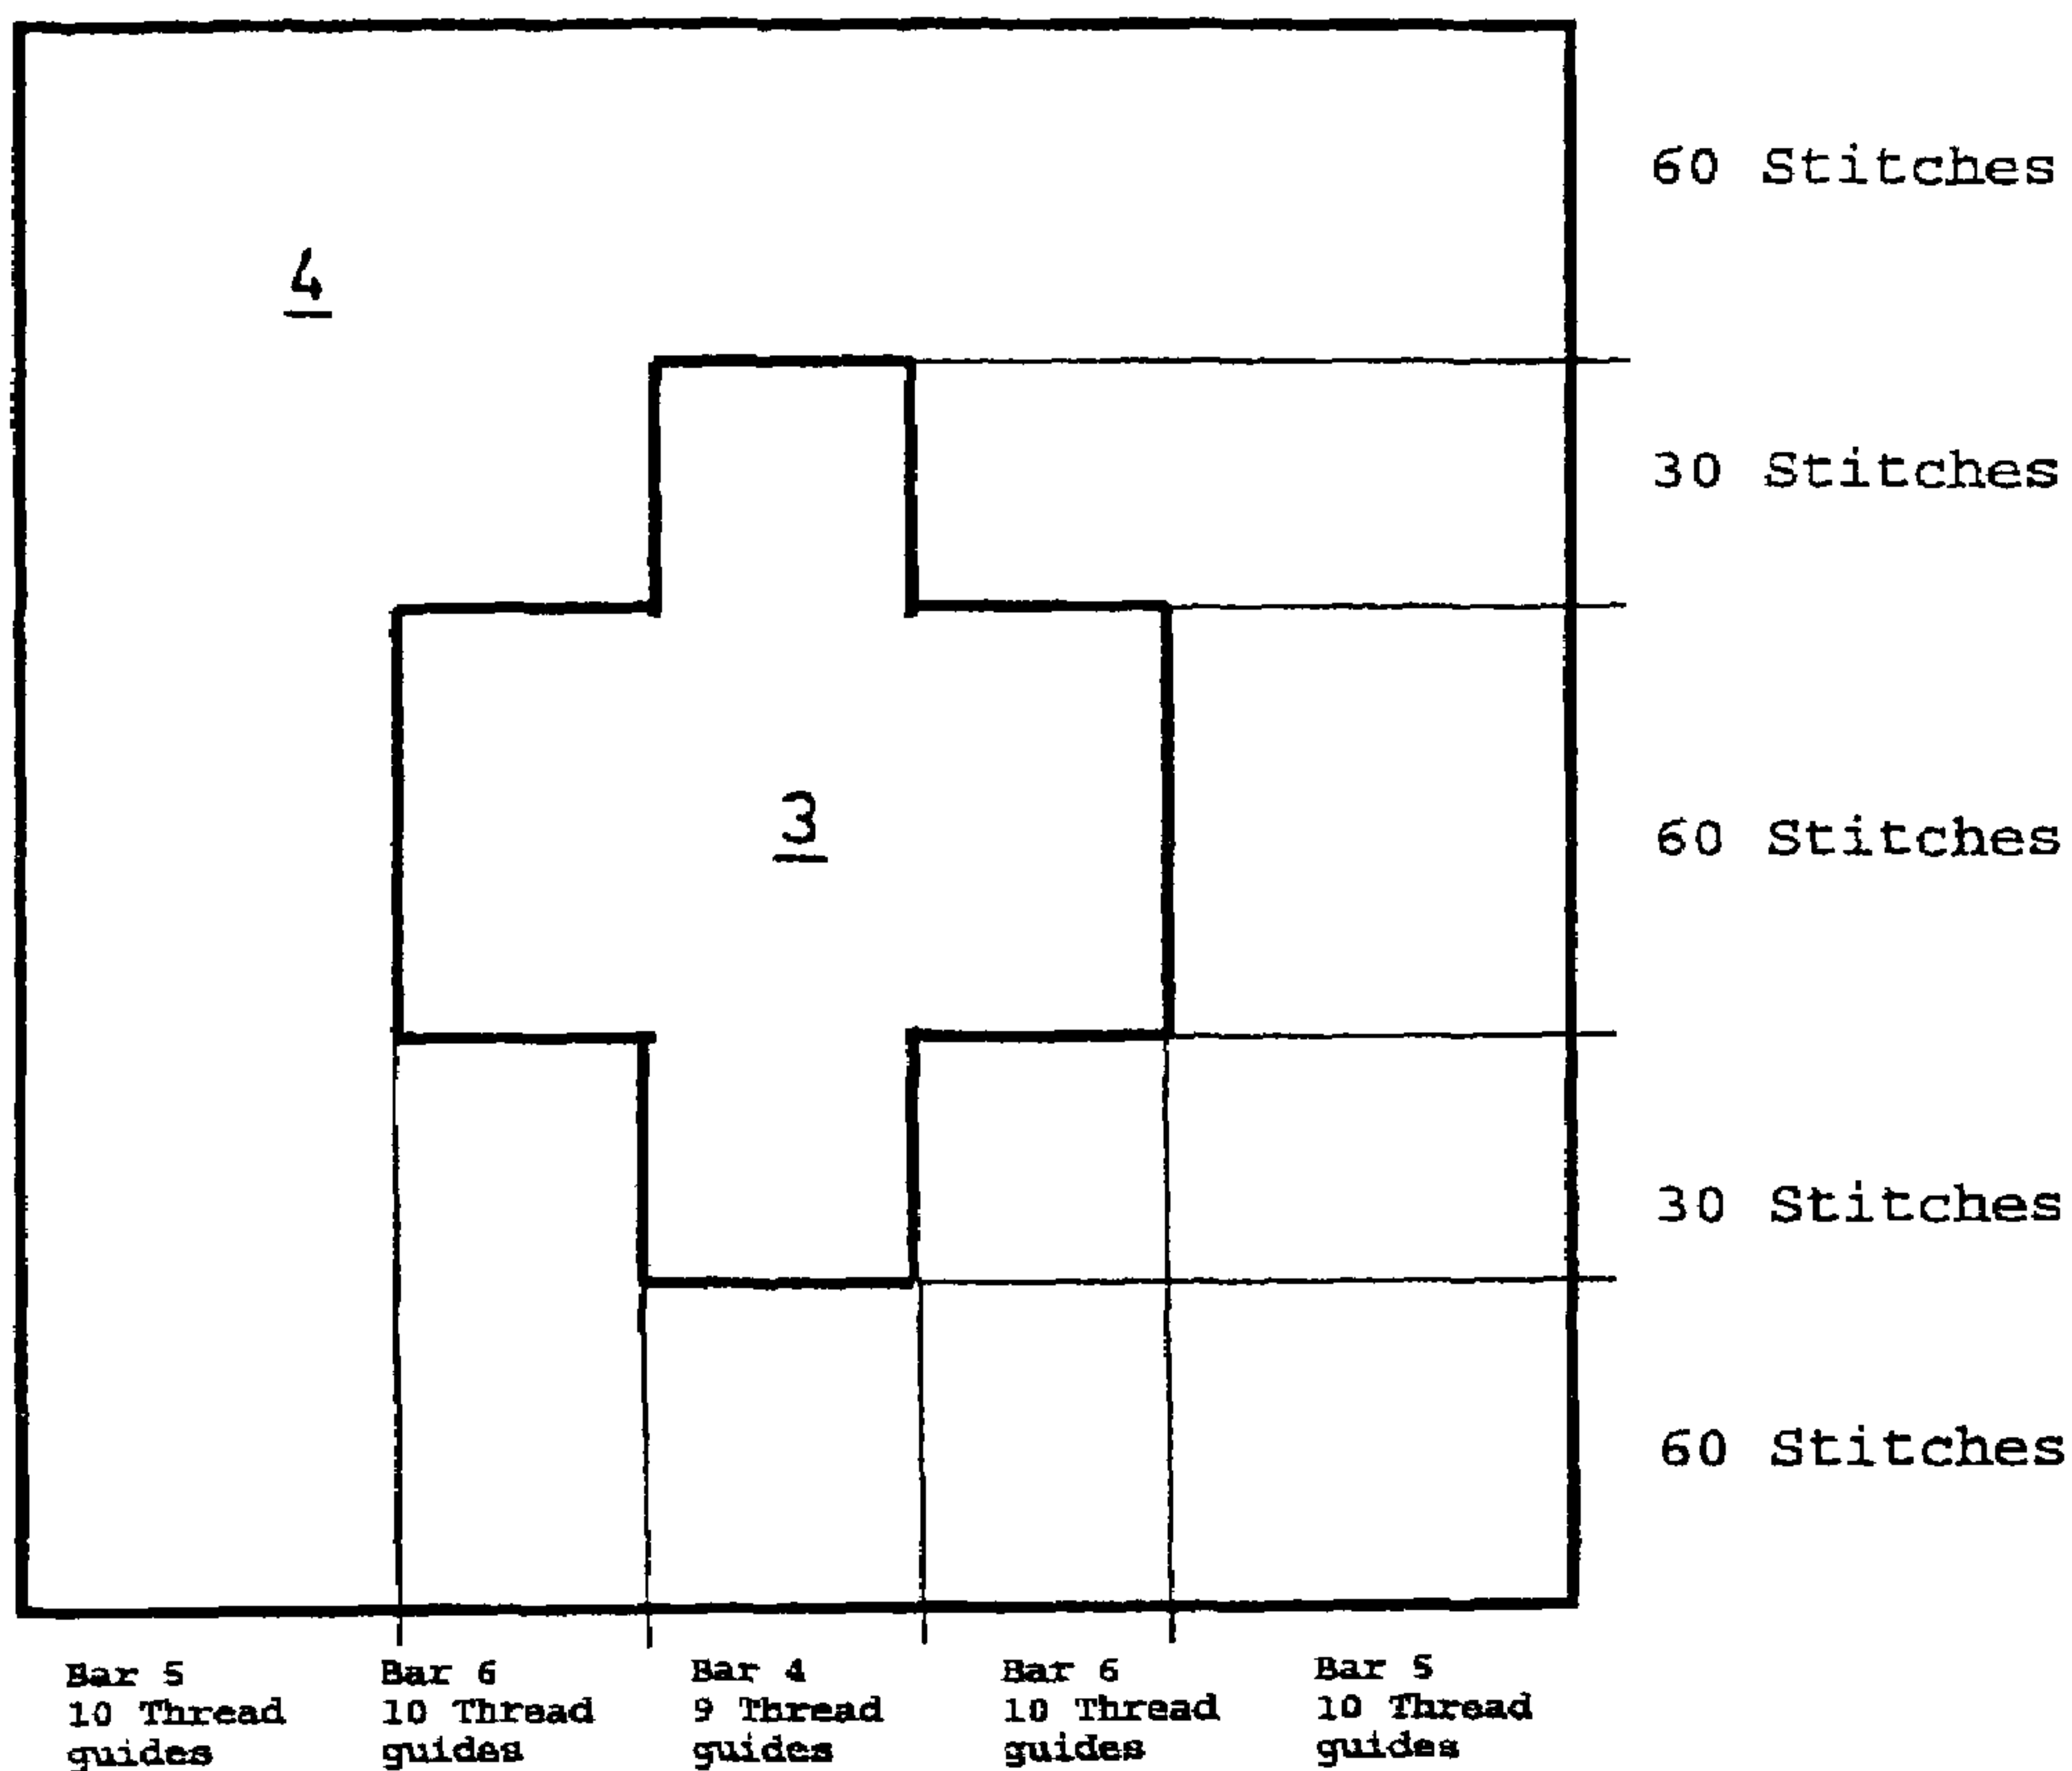 60 Stitches
4
30 Stitches
3
60 Stitches
30 Stitches
60 Stitches
Bar 5
10 Thread
guides
Bar 6
10 Thread
guides
Bar 4
9 Thread
guides
Bar 6
10 Thread
guides
Bar 5
10 Thread
guides